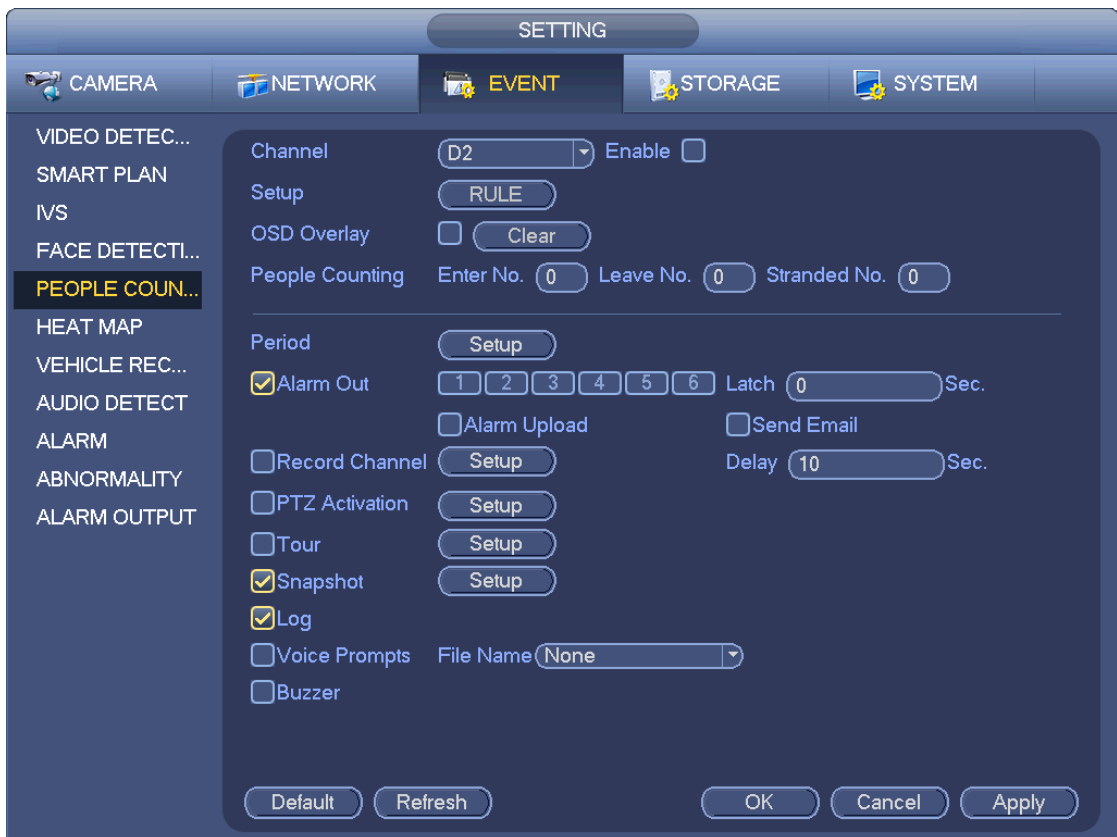 SETTING
CAMERA NETWORK EVENT STORAGE SYSTEM
VIDEO DETEC...
SMART PLAN
IVS
FACE DETECTI...
PEOPLE COUN...
HEAT MAP
VEHICLE REC...
AUDIO DETECT
ALARM
ABNORMALITY
ALARM OUTPUT
Channel D2 Enable
Setup RULE
OSD Overlay Clear
People Counting Enter No. 0 Leave No. 0 Stranded No. 0
Period Setup
Alarm Out 1 2 3 4 5 6 Latch 0 Sec.
Alarm Upload Send Email
Record Channel Setup Delay 10 Sec.
PTZ Activation Setup
Tour Setup
Snapshot Setup
Log
Voice Prompts File Name None
Buzzer
Default Refresh OK Cancel Apply